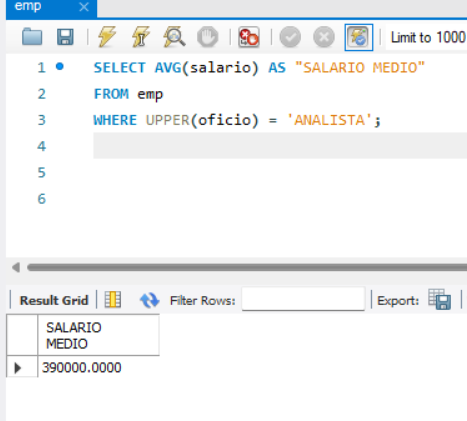 emp
Limit to 1000
1 SELECT AVG(salario) AS "SALARIO MEDIO"
2 FROM emp
3 WHERE UPPER(oficio) = 'ANALISTA';
4
5
6
Result Grid Filter Rows: Export:
SALARIO
MEDIO
390000.0000